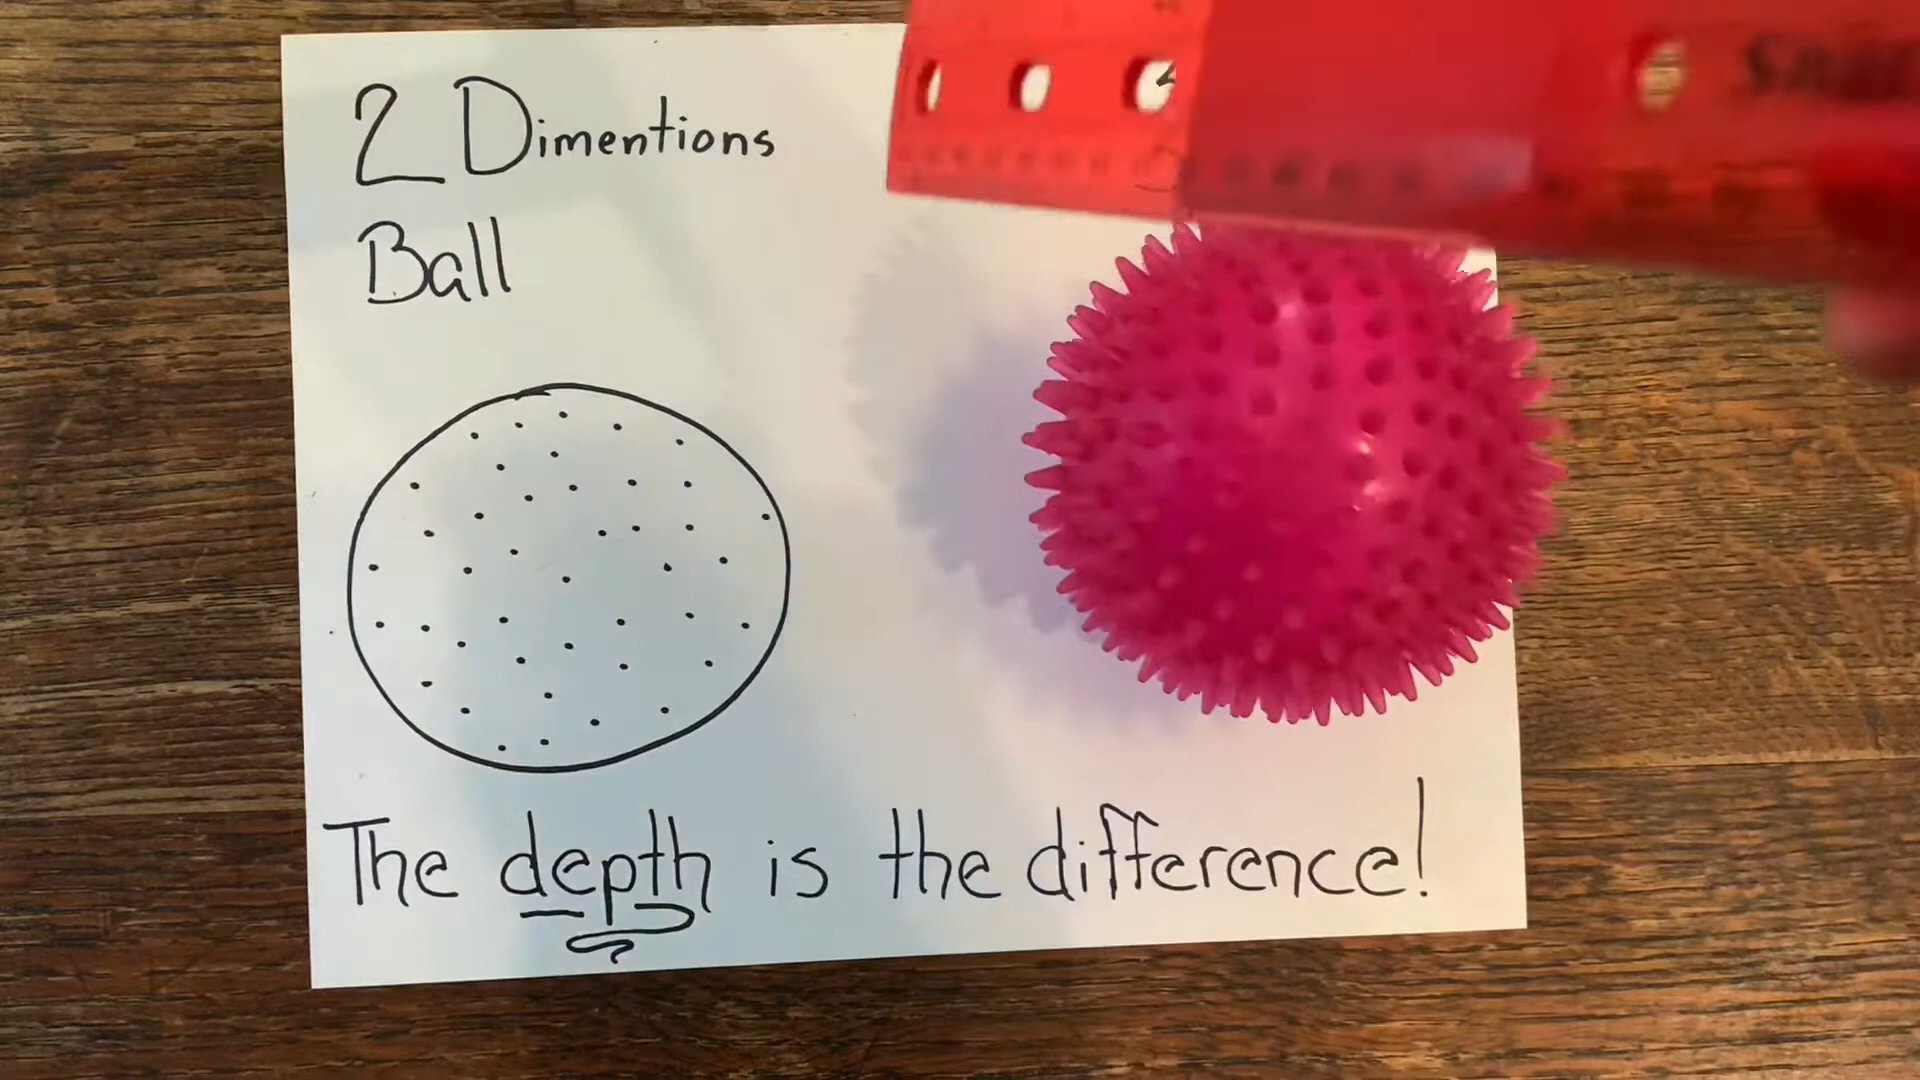 2 Dimentions
Ball
The depth is the difference!